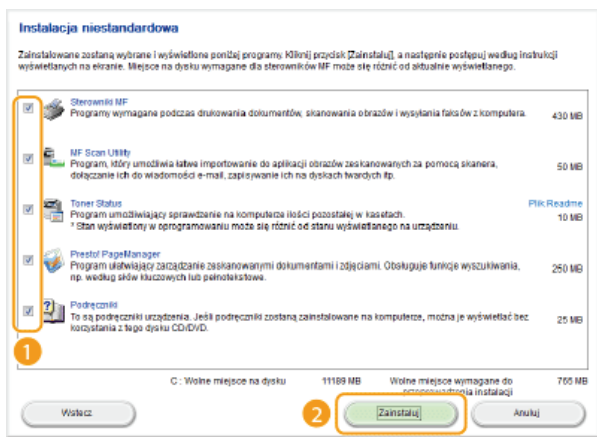 Instalacja niestandardowa
Zainstalowane zostaną wybrane i wyświetlone poniżej programy. Kliknij przycisk [Zainstaluj], a następnie postępuj według instrukcji
wyświetlanych na ekranie. Miejsce na dysku wymagane dla sterowników MF może się różnić od aktualnie wyświetlanego.
Sterowniki MF
Programy wymagane podczas drukowania dokumentów, skanowania obrazów i wysyłania faksów z komputera. 430 MB
MF Scan Utility
Program, który umożliwia łatwe importowanie do aplikacji obrazów zeskanowanych za pomocą skanera, 50 MB
dołączanie ich do wiadomości e-mail, zapisywanie ich na dyskach twardych itp.
Toner Status Plik Readme
Program umożliwiający sprawdzenie na komputerze ilości pozostałej w kasetach. 10 MB
* Stan wyświetlony w oprogramowaniu może się różnić od stanu wyświetlanego na urządzeniu.
Presto! PageManager
Program ułatwiający zarządzanie zeskanowanymi dokumentami i zdjęciami. Obsługuje funkcje wyszukiwania, 250 MB
np. według słów kluczowych lub pełnotekstowe.
Podręczniki
To są podręczniki urządzenia. Jeśli podręczniki zostaną zainstalowane na komputerze, można je wyświetlać bez 25 MB
korzystania z tego dysku CD/DVD.
1
C : Wolne miejsce na dysku 11189 MB Wolne miejsce wymagane do 765 MB
przeprowadzenia instalacji
Wstecz 2 Zainstaluj Anuluj